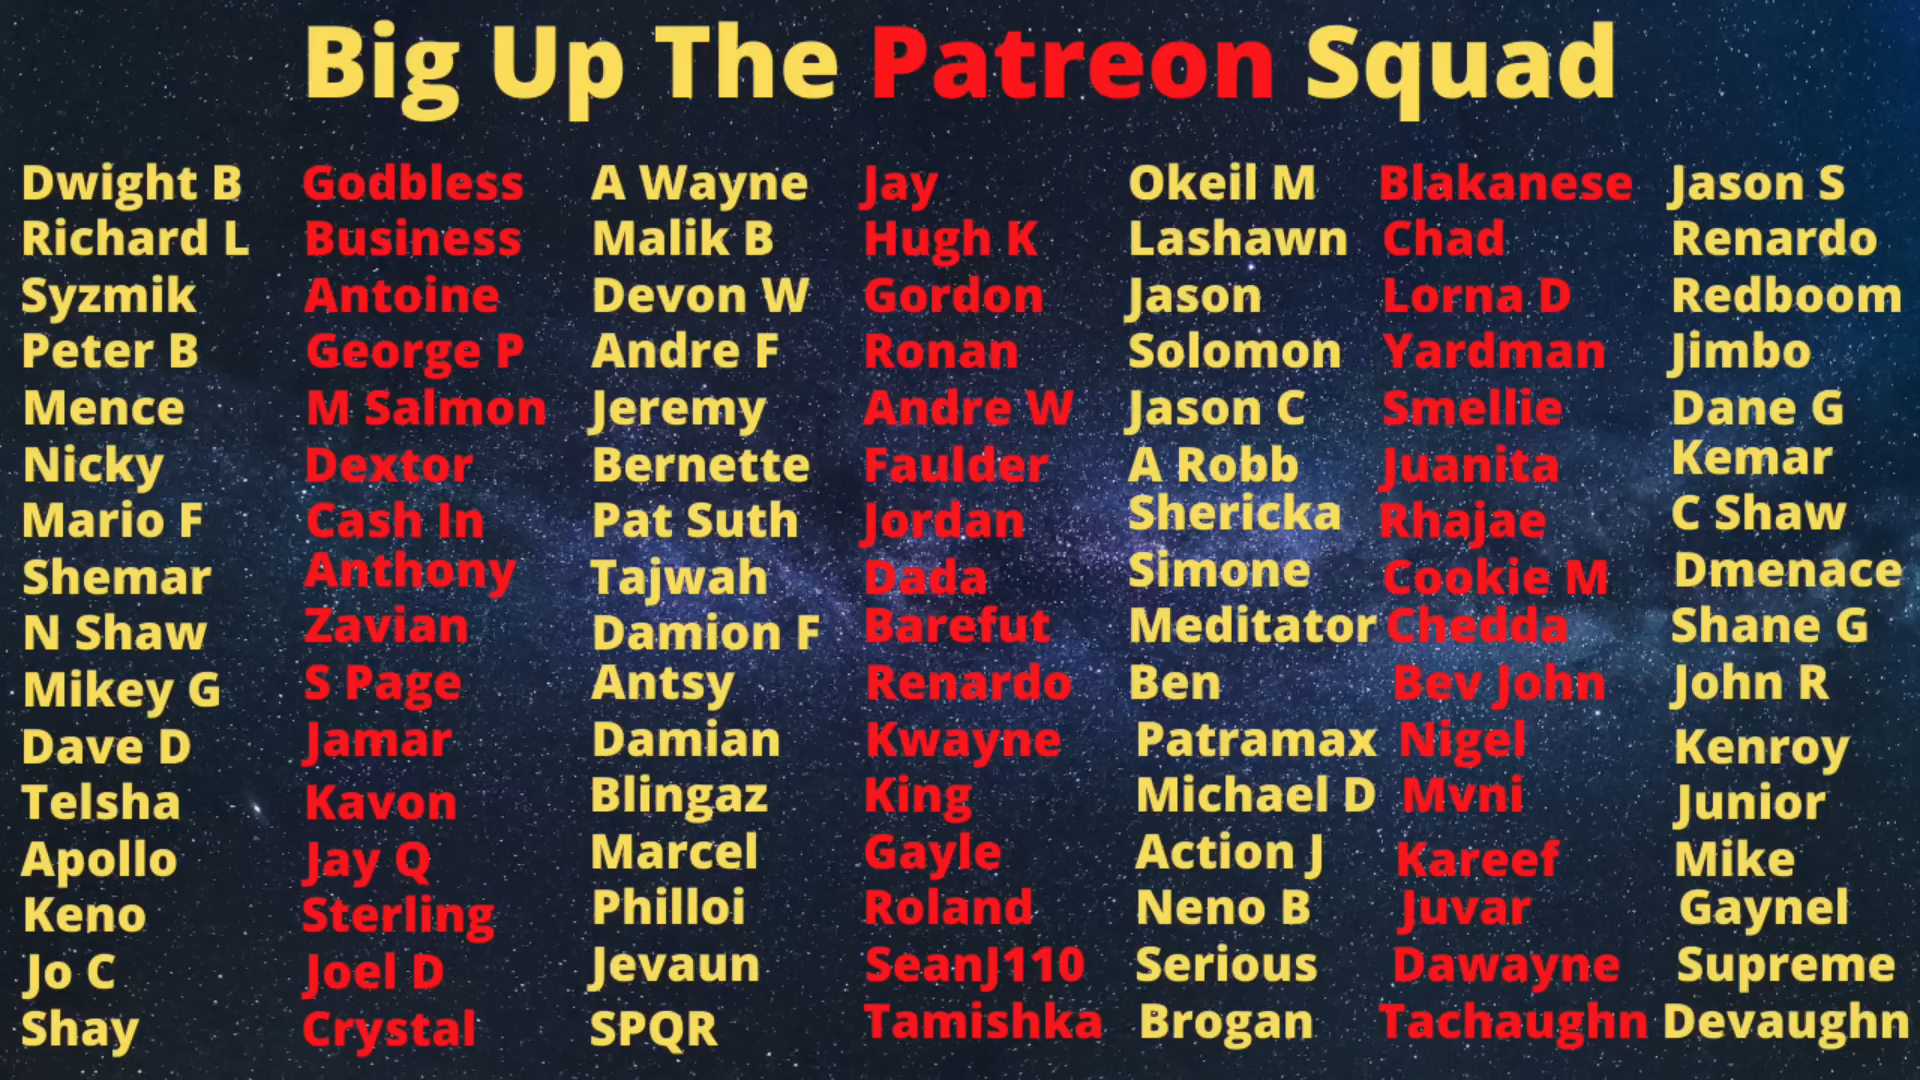 Big Up The Patreon Squad
Dwight B
Richard L
Syzmik
Peter B
Mence
Nicky
Mario F
Shemar
N Shaw
Mikey G
Dave D
Telsha
Apollo
Keno
Jo C
Shay
Godbless
Business
Antoine
George P
M Salmon
Dextor
Cash In
Anthony
Zavian
S Page
Jamar
Kavon
Jay Q
Sterling
Joel D
Crystal
A Wayne
Malik B
Devon W
Andre F
Jeremy
Bernette
Pat Suth
Tajwah
Damion F
Antsy
Damian
Blingaz
Marcel
Philloi
Jevaun
SPQR
Jay
Hugh K
Gordon
Ronan
Andre W
Faulder
Jordan
Dada
Barefut
Renardo
Kwayne
King
Gayle
Roland
SeanJ110
Tamishka
Okeil M
Lashawn
Jason
Solomon
Jason C
A Robb
Shericka
Simone
Meditator
Ben
Patramax
Michael D
Action J
Neno B
Serious
Brogan
Blakanese
Chad
Lorna D
Yardman
Smellie
Juanita
Rhajae
Cookie M
Chedda
Bev John
Nigel
Mvni
Kareef
Juvar
Dawayne
Tachaughn
Jason S
Renardo
Redboom
Jimbo
Dane G
Kemar
C Shaw
Dmenace
Shane G
John R
Kenroy
Junior
Mike
Gaynel
Supreme
Devaughn